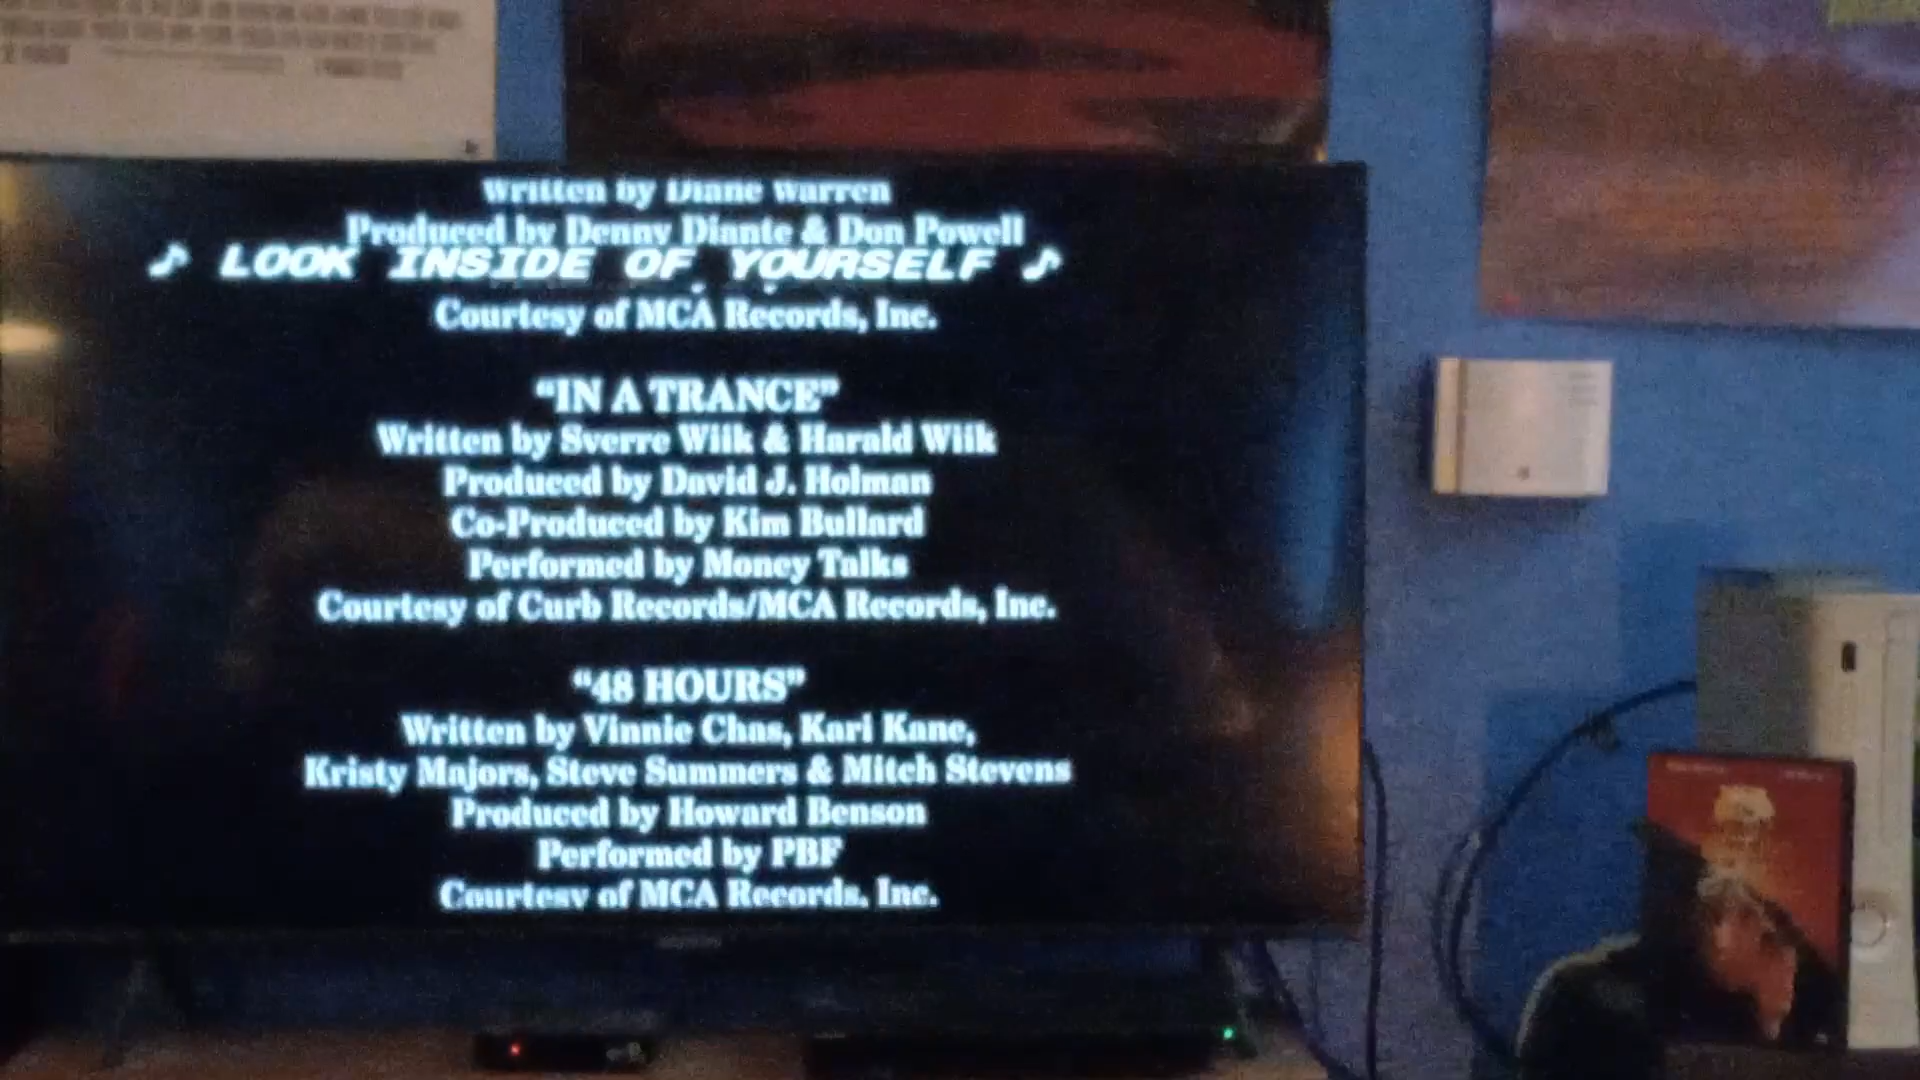 Written by Diane Warren
Produced by Denny Diante & Don Powell
♪ LOOK INSIDE OF YOURSELF ♪
Courtesy of MCA Records, Inc.
“IN A TRANCE”
Written by Sverre Wiik & Harald Wiik
Produced by David J. Holman
Co-Produced by Kim Bullard
Performed by Money Talks
Courtesy of Curb Records/MCA Records, Inc.
“48 HOURS”
Written by Vinnie Chas, Kari Kane,
Kristy Majors, Steve Summers & Mitch Stevens
Produced by Howard Benson
Performed by PBF
Courtesy of MCA Records, Inc.